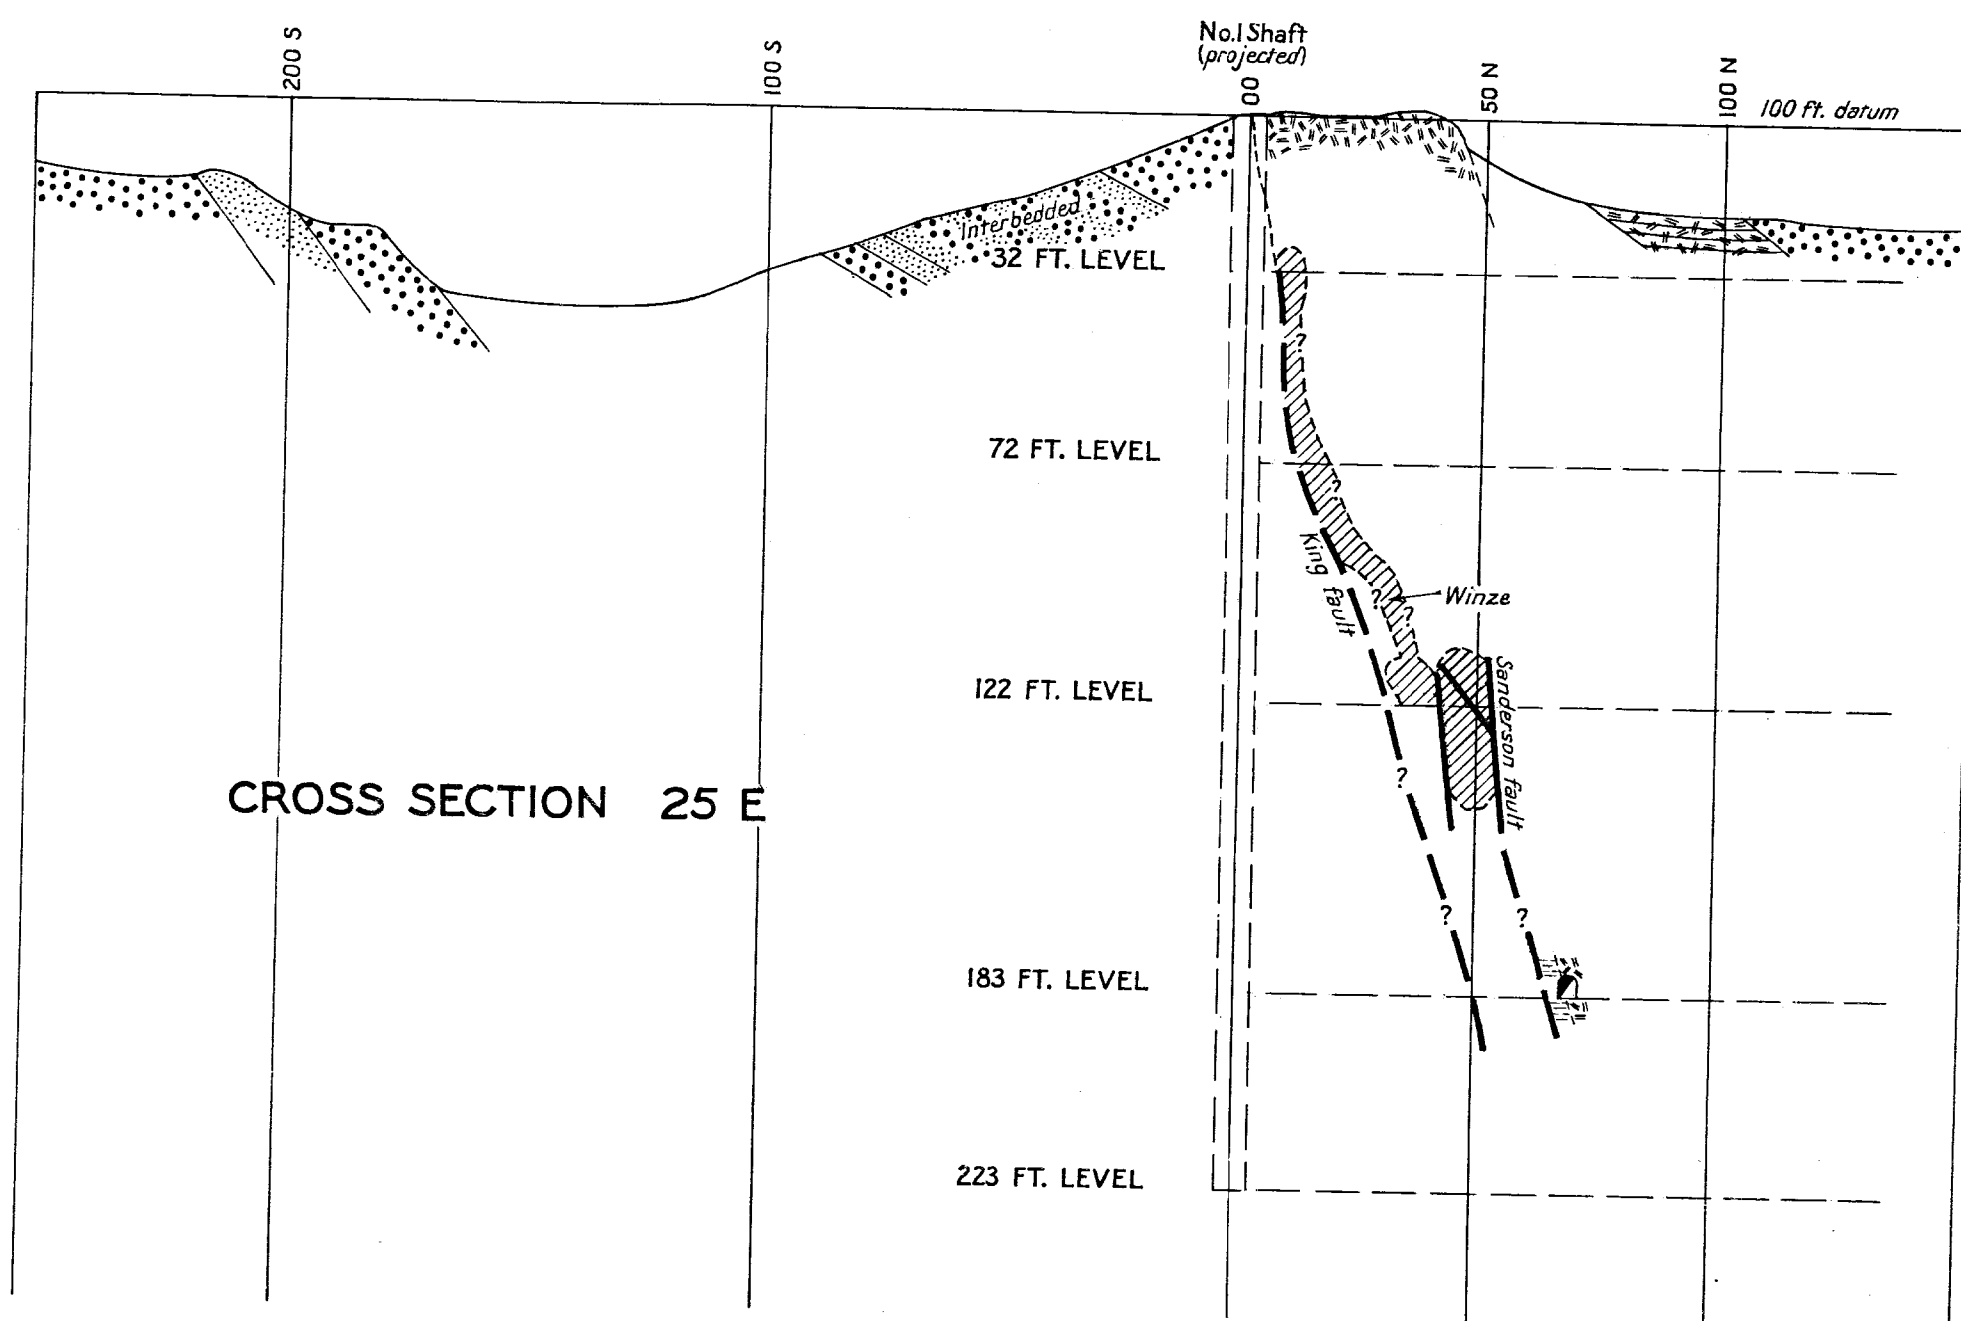 No.1 Shaft
(projected)
200 S
100 S
00
50 N
100 N
100 ft. datum
Interbedded
32 FT. LEVEL
?
72 FT. LEVEL
?
King fault
?
?
Winze
122 FT. LEVEL
Sanderson fault
?
CROSS SECTION 25 E
?
?
183 FT. LEVEL
223 FT. LEVEL